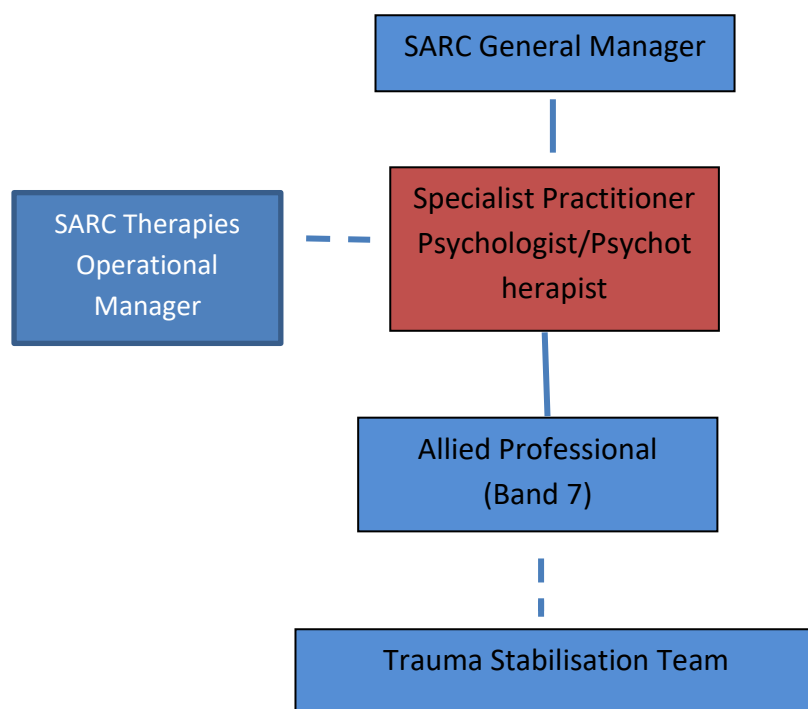 SARC General Manager
Specialist Practitioner
Psychologist/Psychot
herapist
SARC Therapies
Operational
Manager
Allied Professional
(Band 7)
Trauma Stabilisation Team